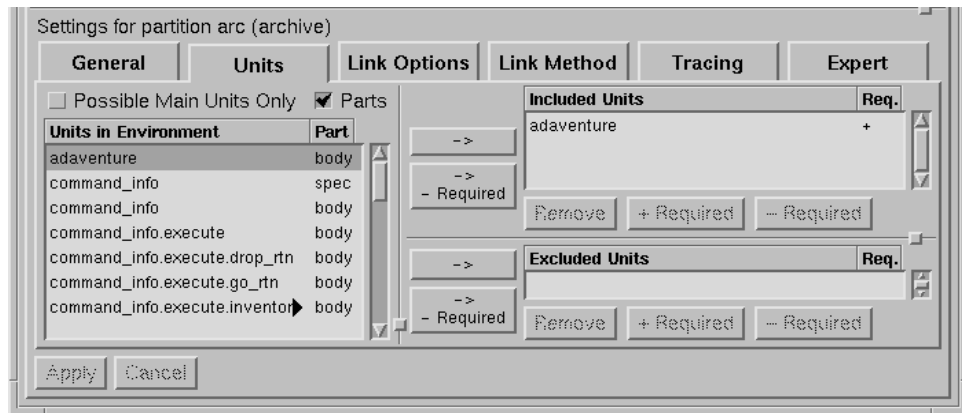 Settings for partition arc (archive)
General Units Link Options Link Method Tracing Expert
Possible Main Units Only Parts
Units in Environment Part
adaventure body
command_info spec
command_info body
command_info.execute body
command_info.execute.drop_rtn body
command_info.execute.go_rtn body
command_info.execute.inventor body
->
->
- Required
Included Units Req.
adaventure +
Remove + Required - Required
->
->
- Required
Excluded Units Req.
Remove + Required - Required
Apply Cancel